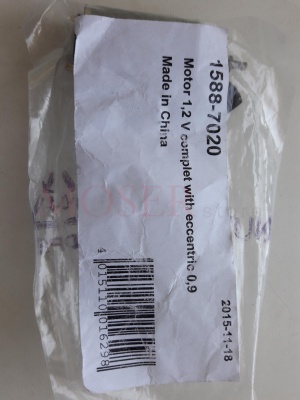 1588-7020
Motor 1,2 V complet with eccentric 0,9
Made in China
2015-11-18
4 015110 016298